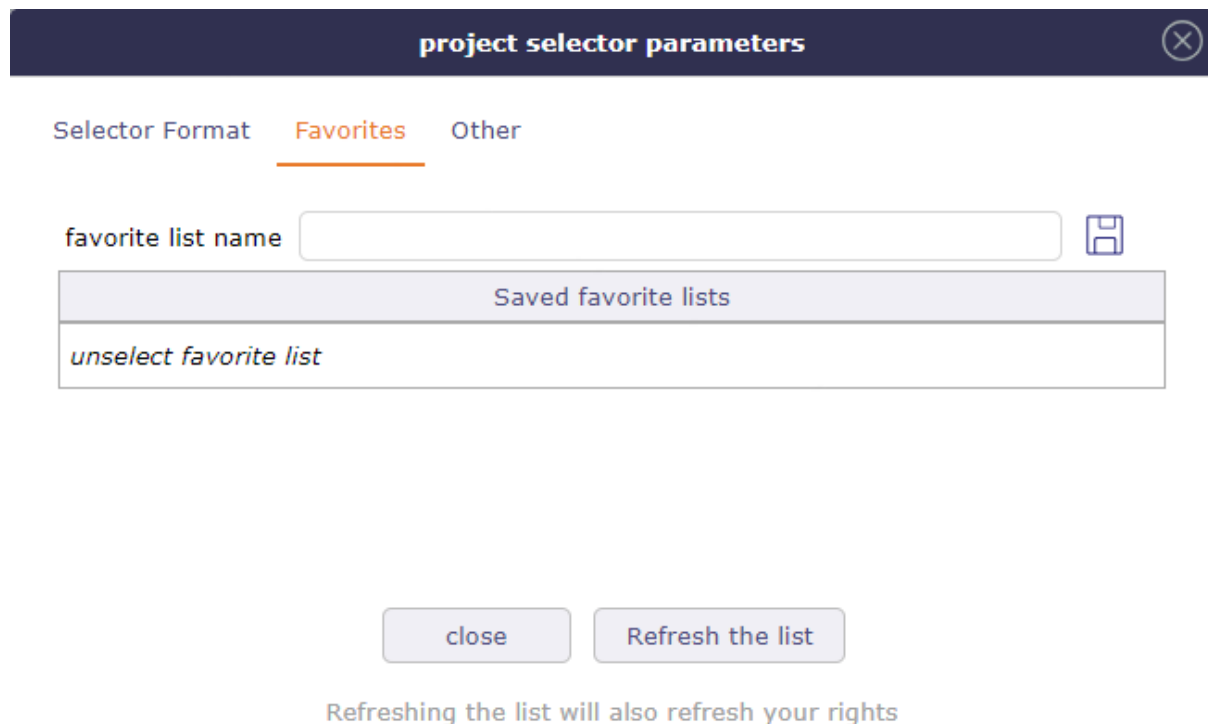 project selector parameters
Selector Format Favorites Other
favorite list name
Saved favorite lists
unselect favorite list
close Refresh the list
Refreshing the list will also refresh your rights